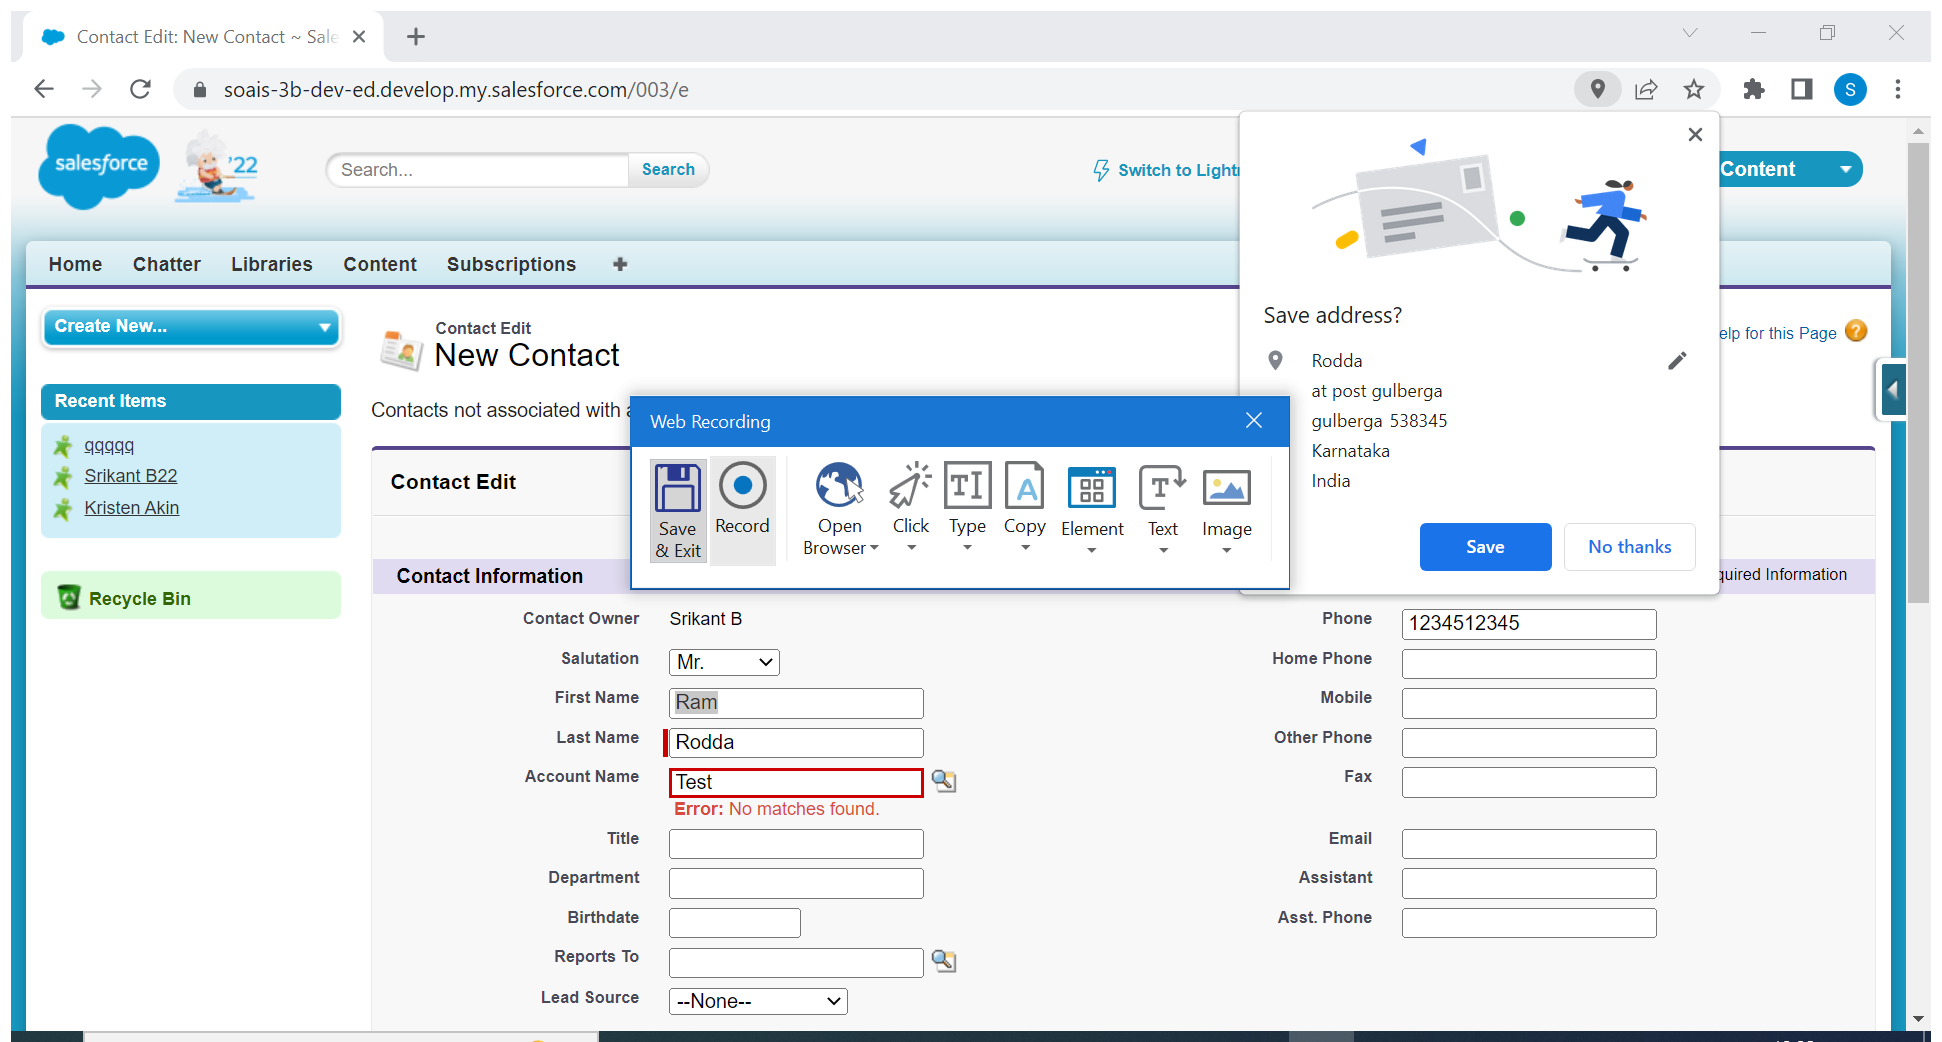 Contact Edit: New Contact ~ Sale
soais-3b-dev-ed.develop.my.salesforce.com/003/e
S
salesforce
'22
Search...
Search
Switch to Lightn
Content
Home
Chatter
Libraries
Content
Subscriptions
Create New...
Recent Items
qqqqq
Srikant B22
Kristen Akin
Recycle Bin
Contact Edit
New Contact
elp for this Page
Contacts not associated with a
Save address?
Rodda
at post gulberga
gulberga 538345
Karnataka
India
Save
No thanks
Web Recording
Save & Exit
Record
Open Browser
Click
Type
Copy
Element
Text
Image
Contact Edit
Contact Information
quired Information
Contact Owner
Srikant B
Salutation
Mr.
First Name
Ram
Last Name
Rodda
Account Name
Test
Error: No matches found.
Title
Department
Birthdate
Reports To
Lead Source
--None--
Phone
1234512345
Home Phone
Mobile
Other Phone
Fax
Email
Assistant
Asst. Phone